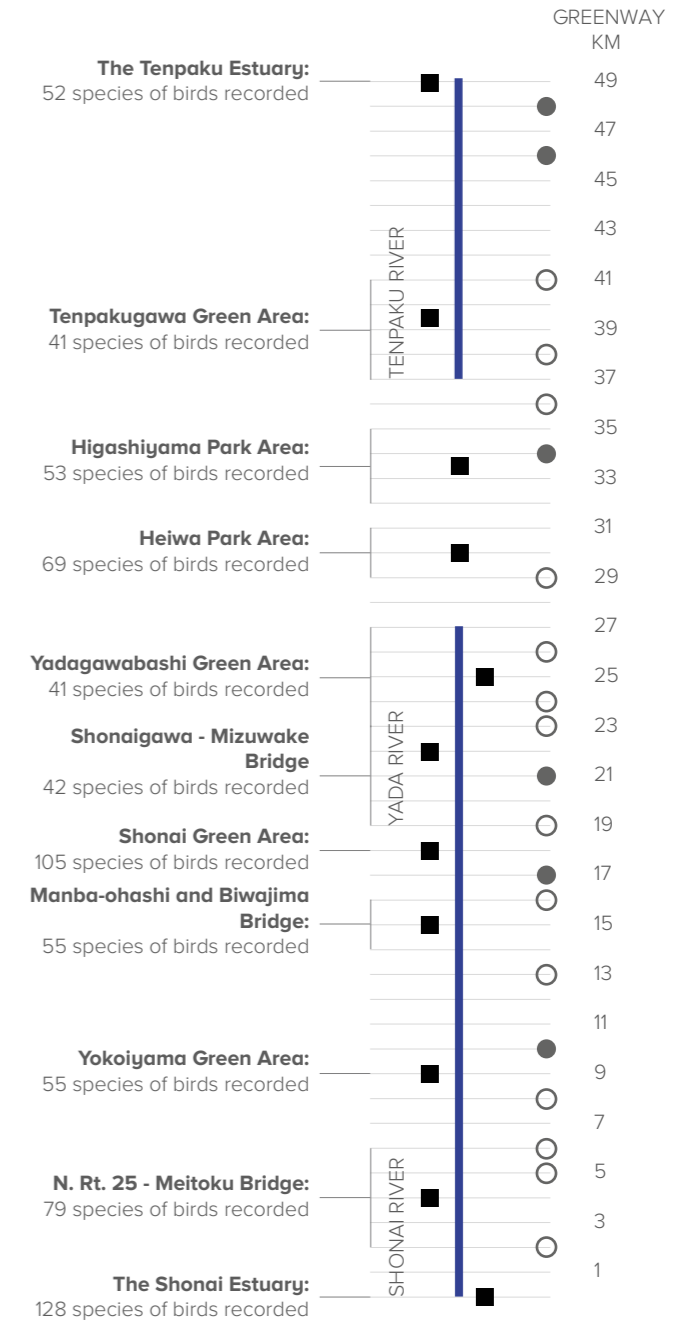 GREENWAY
KM
The Tenpaku Estuary:
52 species of birds recorded
49
47
45
43
TENPAKU RIVER
41
Tenpakugawa Green Area:
41 species of birds recorded
39
37
35
Higashiyama Park Area:
53 species of birds recorded
33
31
Heiwa Park Area:
69 species of birds recorded
29
27
Yadagawabashi Green Area:
41 species of birds recorded
25
23
YADA RIVER
Shonaigawa - Mizuwake
Bridge
42 species of birds recorded
21
19
Shonai Green Area:
105 species of birds recorded
17
Manba-ohashi and Biwajima
Bridge:
55 species of birds recorded
15
13
11
Yokoiyama Green Area:
55 species of birds recorded
9
7
5
N. Rt. 25 - Meitoku Bridge:
79 species of birds recorded
SHONAI RIVER
3
1
The Shonai Estuary:
128 species of birds recorded